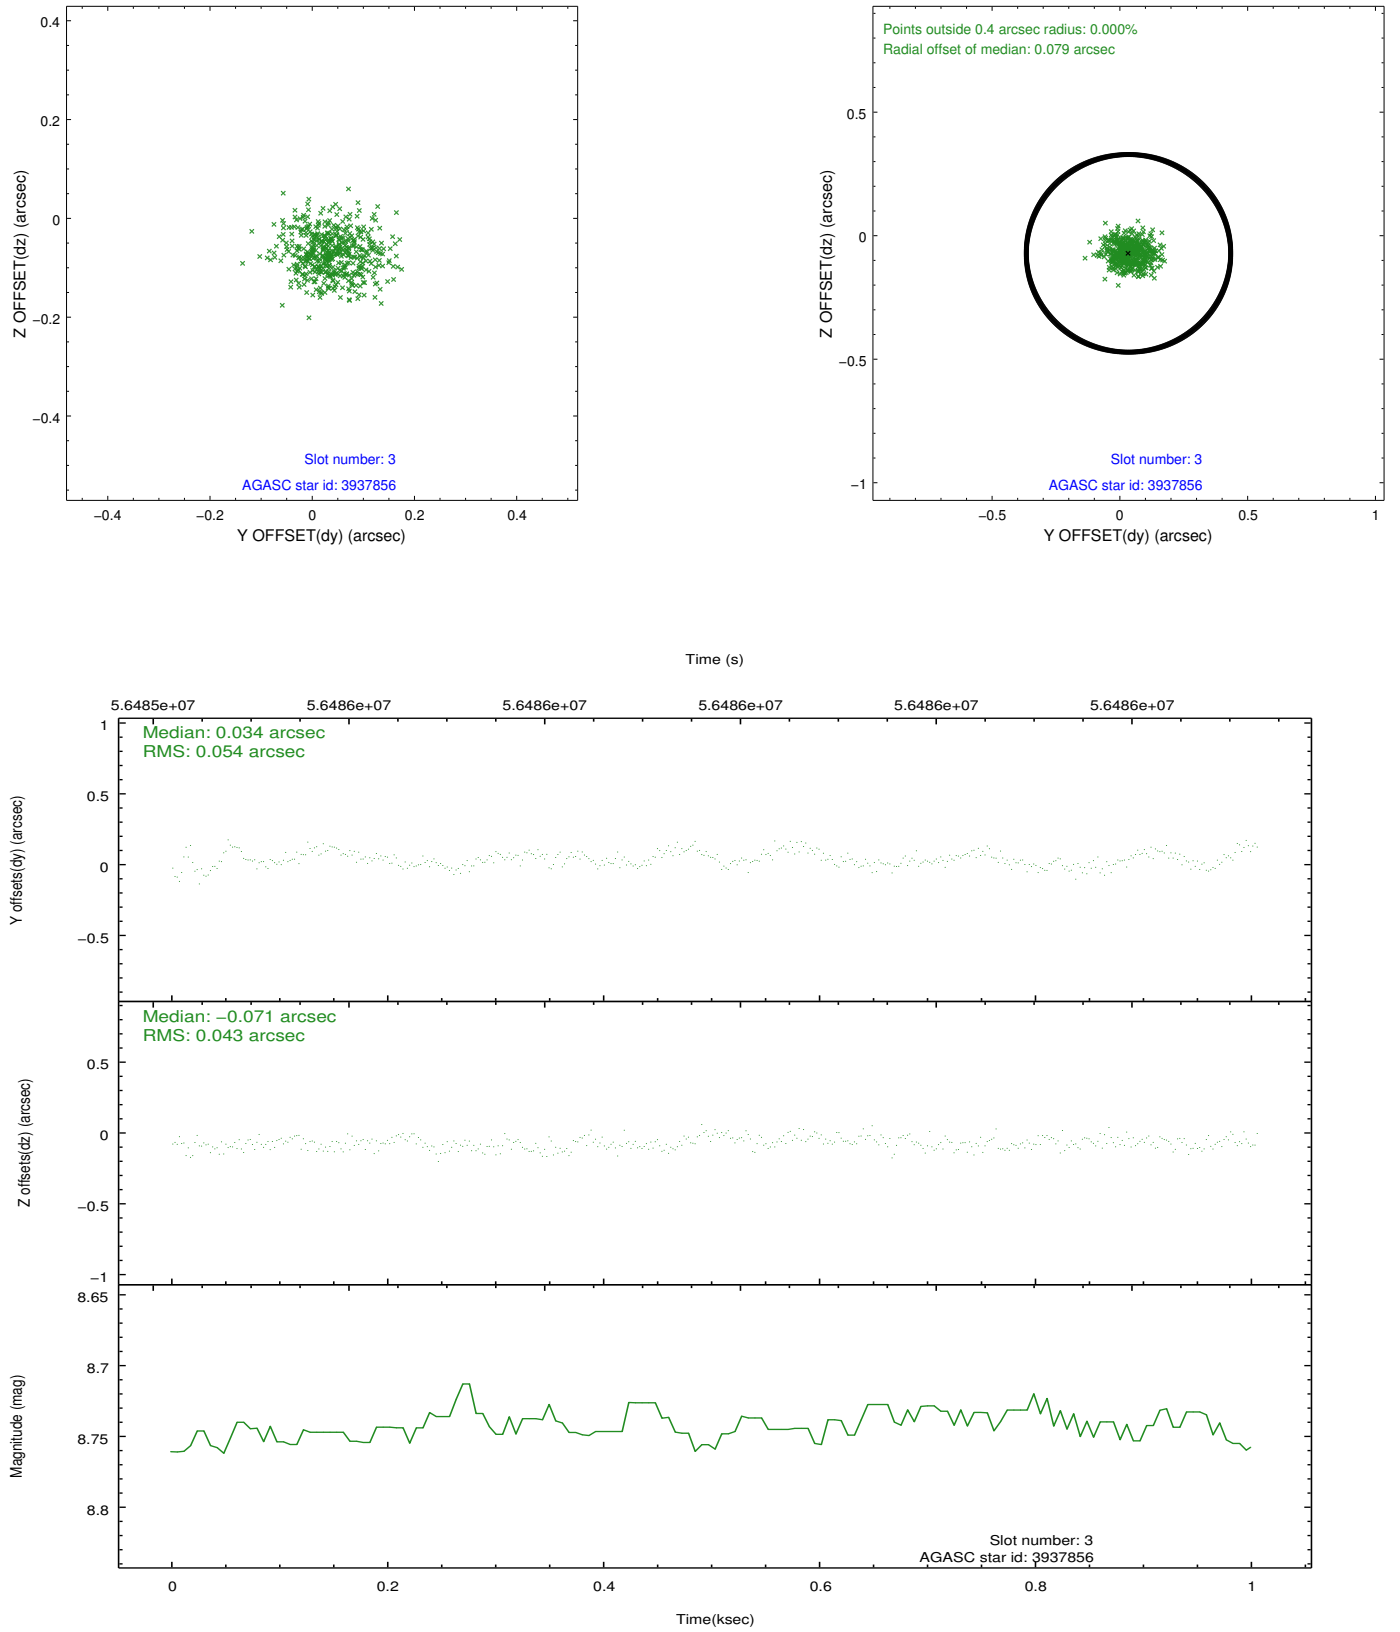 0.4
0.2
0
−0.2
−0.4
Z OFFSET(dz) (arcsec)
Slot number: 3
AGASC star id: 3937856
−0.4 −0.2 0 0.2 0.4
Y OFFSET(dy) (arcsec)
Points outside 0.4 arcsec radius: 0.000%
Radial offset of median: 0.079 arcsec
0.5
0
−0.5
−1
Z OFFSET(dz) (arcsec)
Slot number: 3
AGASC star id: 3937856
−0.5 0 0.5 1
Y OFFSET(dy) (arcsec)
Time (s)
5.6485e+07 5.6486e+07 5.6486e+07 5.6486e+07 5.6486e+07 5.6486e+07
Median: 0.034 arcsec
RMS: 0.054 arcsec
1
0.5
0
−0.5
Y offsets(dy) (arcsec)
Median: −0.071 arcsec
RMS: 0.043 arcsec
0.5
0
−0.5
−1
Z offsets(dz) (arcsec)
8.65
8.7
8.75
8.8
Magnitude (mag)
Slot number: 3
AGASC star id: 3937856
0 0.2 0.4 0.6 0.8 1
Time(ksec)